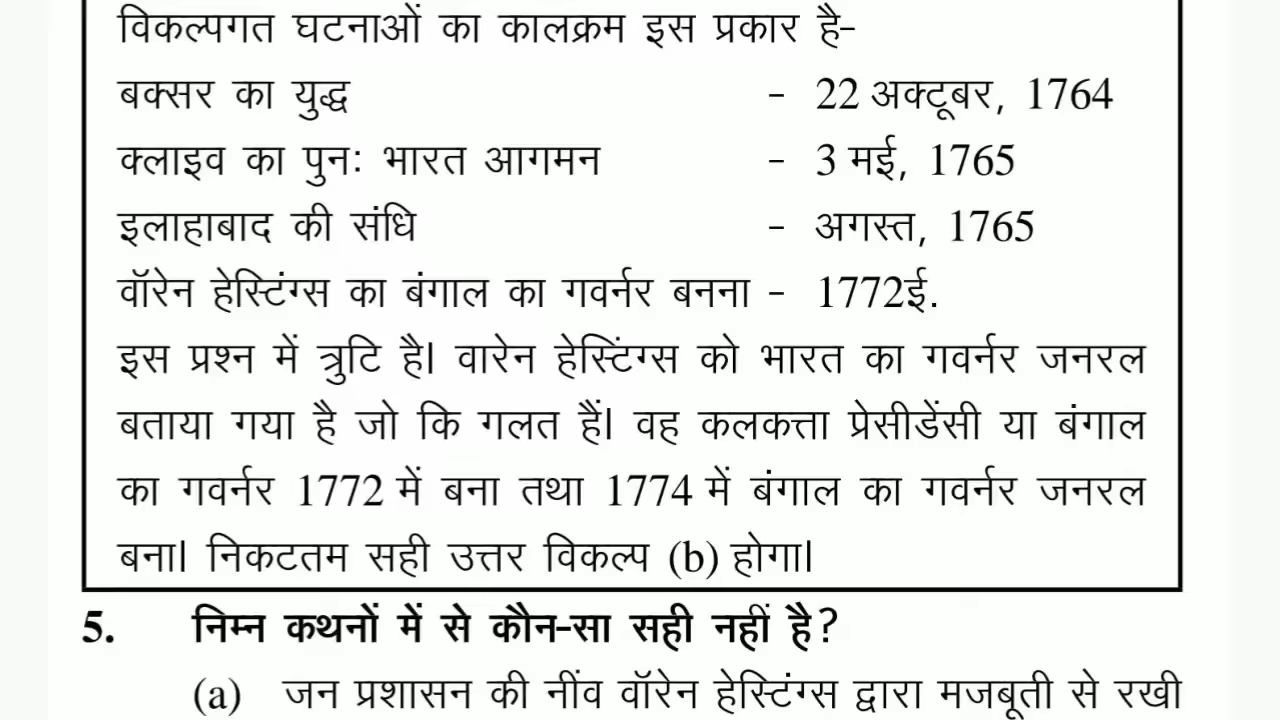 विकल्पगत घटनाओं का कालक्रम इस प्रकार है-
बक्सर का युद्ध - 22 अक्टूबर, 1764
क्लाइव का पुनः भारत आगमन - 3 मई, 1765
इलाहाबाद की संधि - अगस्त, 1765
वॉरेन हेस्टिंग्स का बंगाल का गवर्नर बनना - 1772ई.
इस प्रश्न में त्रुटि है। वारेन हेस्टिंग्स को भारत का गवर्नर जनरल
बताया गया है जो कि गलत हैं। वह कलकत्ता प्रेसीडेंसी या बंगाल
का गवर्नर 1772 में बना तथा 1774 में बंगाल का गवर्नर जनरल
बना। निकटतम सही उत्तर विकल्प (b) होगा।
5. निम्न कथनों में से कौन-सा सही नहीं है?
(a) जन प्रशासन की नींव वॉरेन हेस्टिंग्स द्वारा मजबूती से रखी